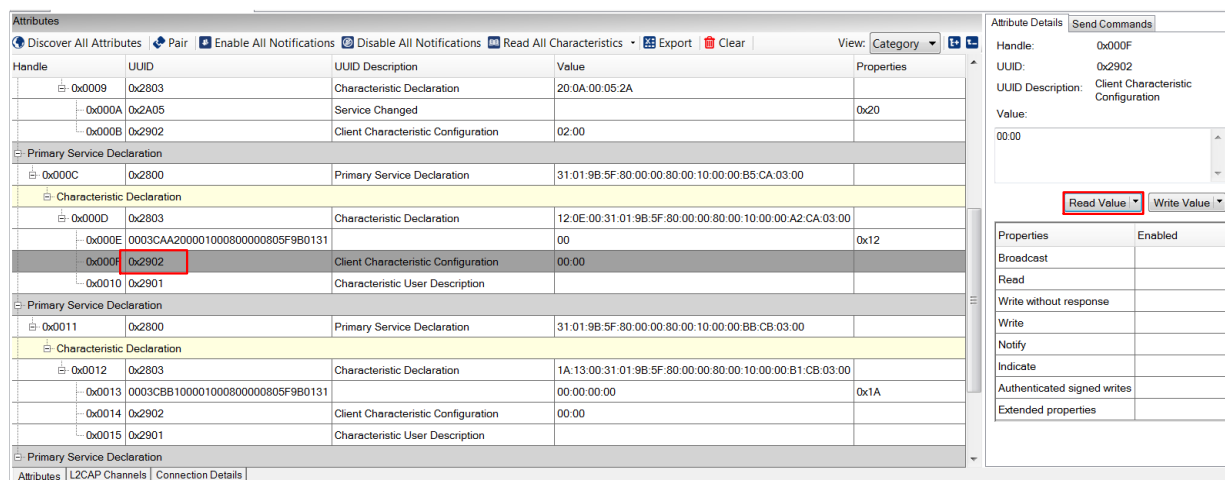 Attributes
Discover All Attributes Pair Enable All Notifications Disable All Notifications Read All Characteristics Export Clear View: Category
Handle UUID UUID Description Value Properties
0x0009 0x2803 Characteristic Declaration 20:0A:00:05:2A
0x000A 0x2A05 Service Changed 0x20
0x000B 0x2902 Client Characteristic Configuration 02:00
Primary Service Declaration
0x000C 0x2800 Primary Service Declaration 31:01:9B:5F:80:00:00:80:00:10:00:00:B5:CA:03:00
Characteristic Declaration
0x000D 0x2803 Characteristic Declaration 12:0E:00:31:01:9B:5F:80:00:00:80:00:10:00:00:A2:CA:03:00
0x000E 0003CAA200001000800000805F9B0131 00 0x12
0x000F 0x2902 Client Characteristic Configuration 00:00
0x0010 0x2901 Characteristic User Description
Primary Service Declaration
0x0011 0x2800 Primary Service Declaration 31:01:9B:5F:80:00:00:80:00:10:00:00:BB:CB:03:00
Characteristic Declaration
0x0012 0x2803 Characteristic Declaration 1A:13:00:31:01:9B:5F:80:00:00:80:00:10:00:00:B1:CB:03:00
0x0013 0003CBB100001000800000805F9B0131 00:00:00:00 0x1A
0x0014 0x2902 Client Characteristic Configuration 00:00
0x0015 0x2901 Characteristic User Description
Primary Service Declaration
Attributes L2CAP Channels Connection Details
Attribute Details Send Commands
Handle: 0x000F
UUID: 0x2902
UUID Description: Client Characteristic
Configuration
Value:
00:00
Read Value Write Value
Properties Enabled
Broadcast
Read
Write without response
Write
Notify
Indicate
Authenticated signed writes
Extended properties